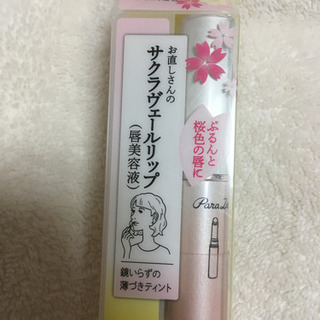 お直しさんの
サクラヴェールリップ
(唇美容液)
鏡いらずの
薄づきティント
ぷるんと
桜色の唇に